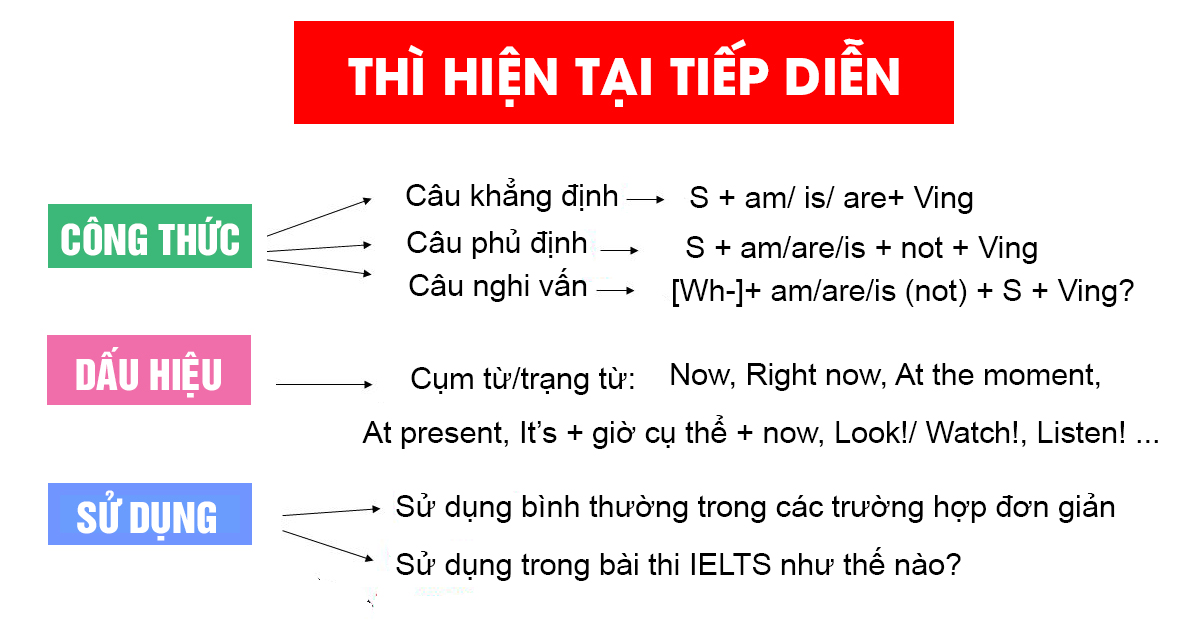 THÌ HIỆN TẠI TIẾP DIỄN
CÔNG THỨC
Câu khẳng định S + am/ is/ are+ Ving
Câu phủ định S + am/are/is + not + Ving
Câu nghi vấn [Wh-]+ am/are/is (not) + S + Ving?
DẤU HIỆU
Cụm từ/trạng từ: Now, Right now, At the moment,
At present, It’s + giờ cụ thể + now, Look!/ Watch!, Listen! ...
SỬ DỤNG
Sử dụng bình thường trong các trường hợp đơn giản
Sử dụng trong bài thi IELTS như thế nào?